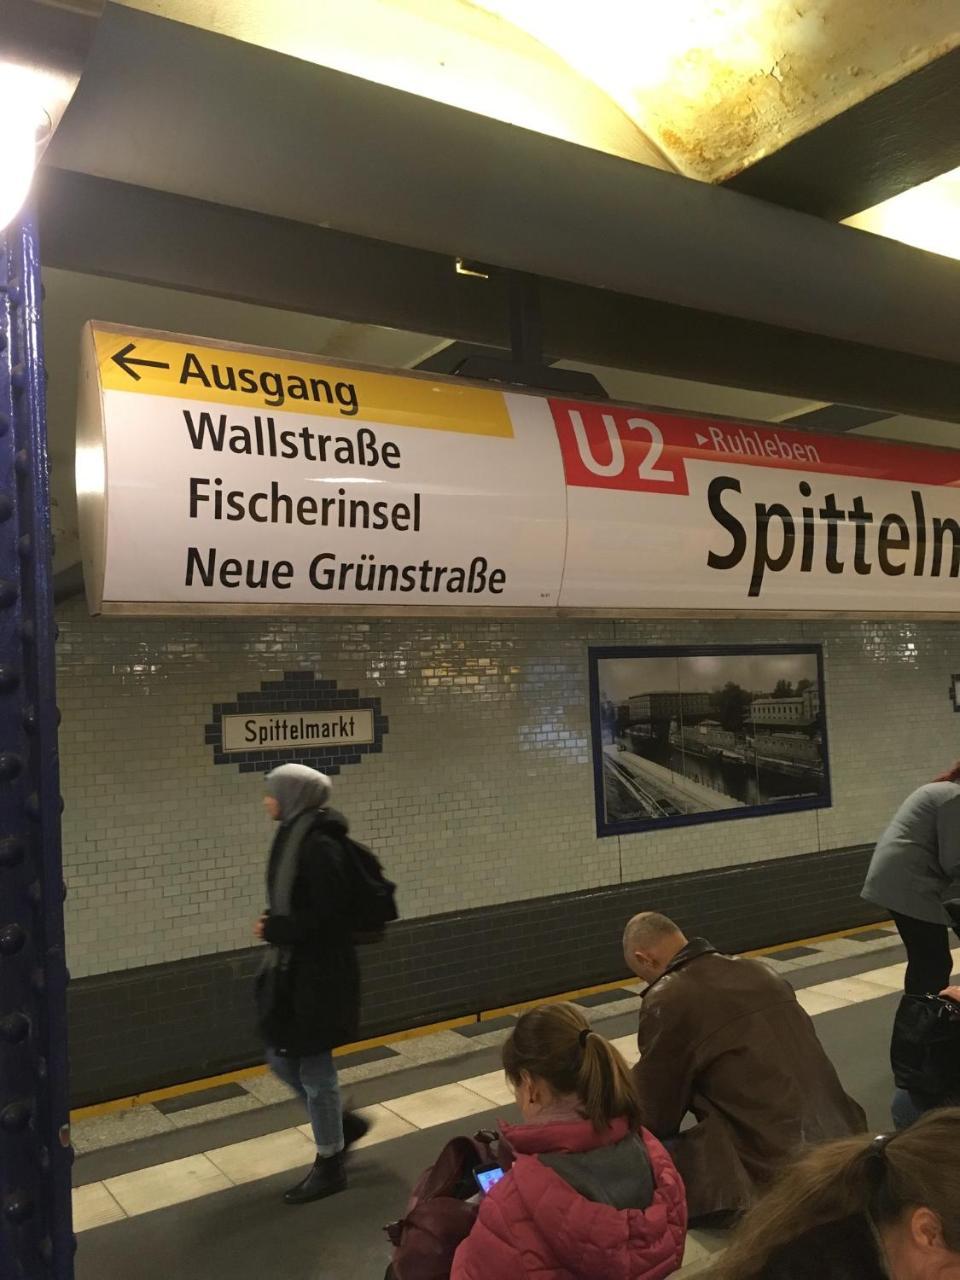 ←Ausgang
Wallstraße
Fischerinsel
Neue Grünstraße
U2
▸Ruhleben
Spitteln
Spittelmarkt